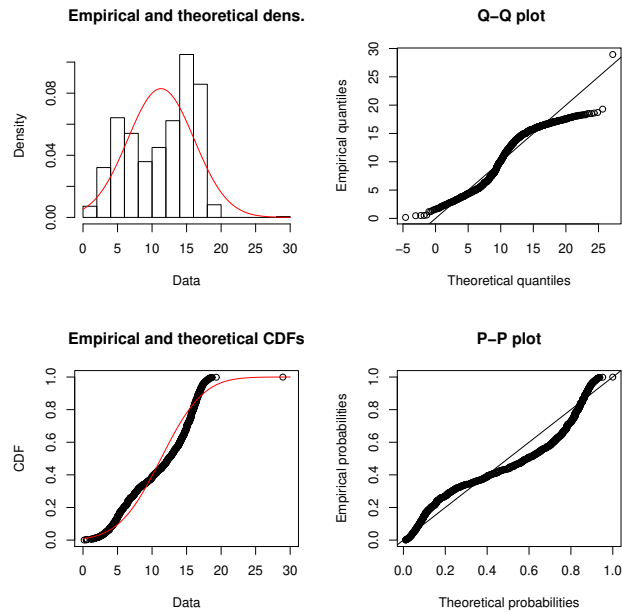 Empirical and theoretical dens.
Density
0.00
0.04
0.08
0 5 10 15 20 25 30
Data
Q−Q plot
Empirical quantiles
0
5
10
15
20
25
30
−5 0 5 10 15 20 25
Theoretical quantiles
Empirical and theoretical CDFs
CDF
0.0
0.2
0.4
0.6
0.8
1.0
0 5 10 15 20 25 30
Data
P−P plot
Empirical probabilities
0.0
0.2
0.4
0.6
0.8
1.0
0.0 0.2 0.4 0.6 0.8 1.0
Theoretical probabilities